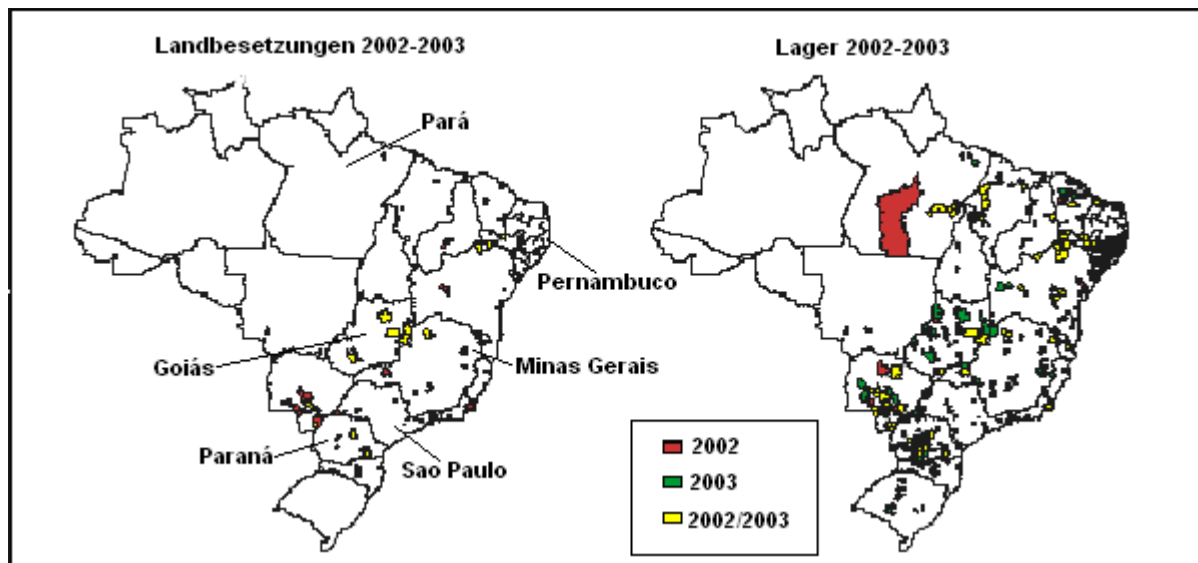 Landbesetzungen 2002-2003
Lager 2002-2003
Pará
Pernambuco
Goiás
Minas Gerais
Paraná
Sao Paulo
2002
2003
2002/2003